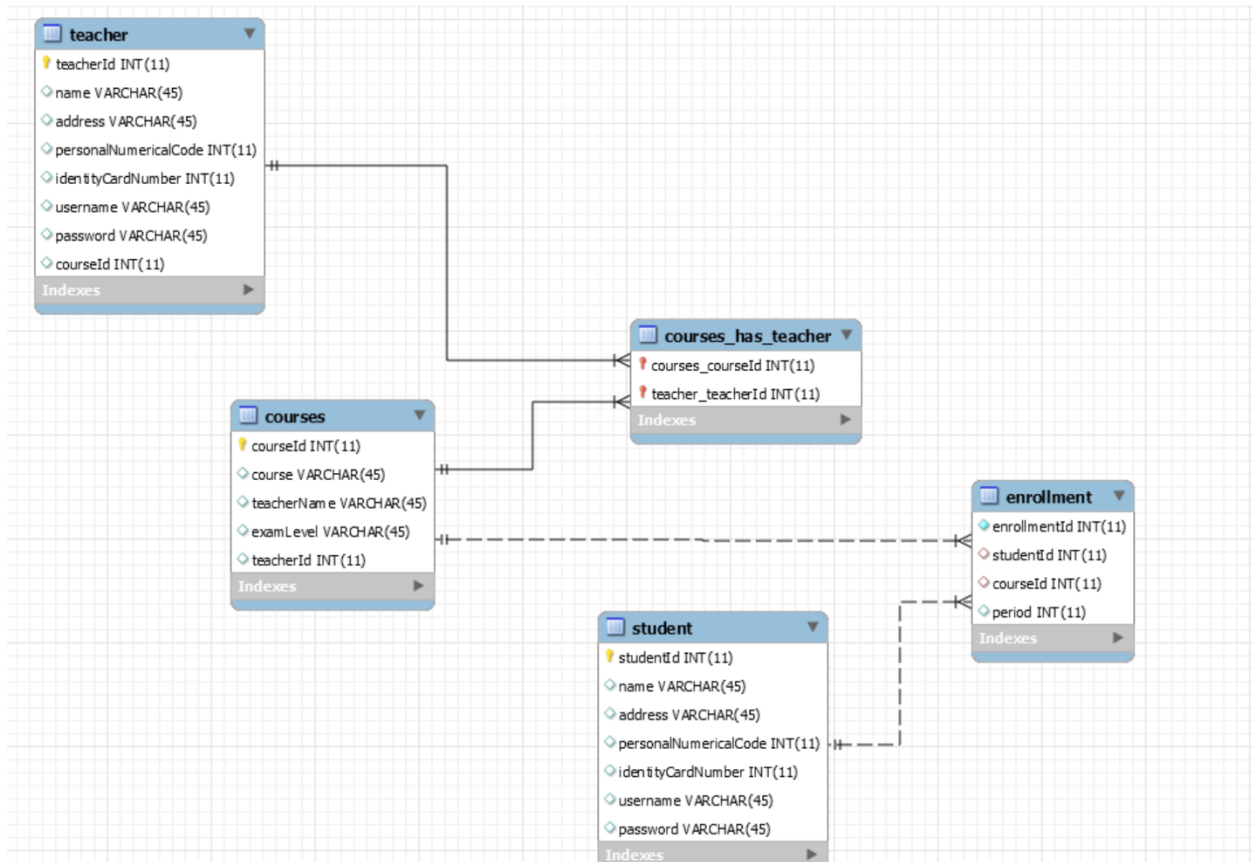 teacher
teacherId INT(11)
name VARCHAR(45)
address VARCHAR(45)
personalNumericalCode INT(11)
identityCardNumber INT(11)
username VARCHAR(45)
password VARCHAR(45)
courseId INT(11)
Indexes
courses_has_teacher
courses_courseId INT(11)
teacher_teacherId INT(11)
Indexes
courses
courseId INT(11)
course VARCHAR(45)
teacherName VARCHAR(45)
examLevel VARCHAR(45)
teacherId INT(11)
Indexes
enrollment
enrollmentId INT(11)
studentId INT(11)
courseId INT(11)
period INT(11)
Indexes
student
studentId INT(11)
name VARCHAR(45)
address VARCHAR(45)
personalNumericalCode INT(11)
identityCardNumber INT(11)
username VARCHAR(45)
password VARCHAR(45)
Indexes